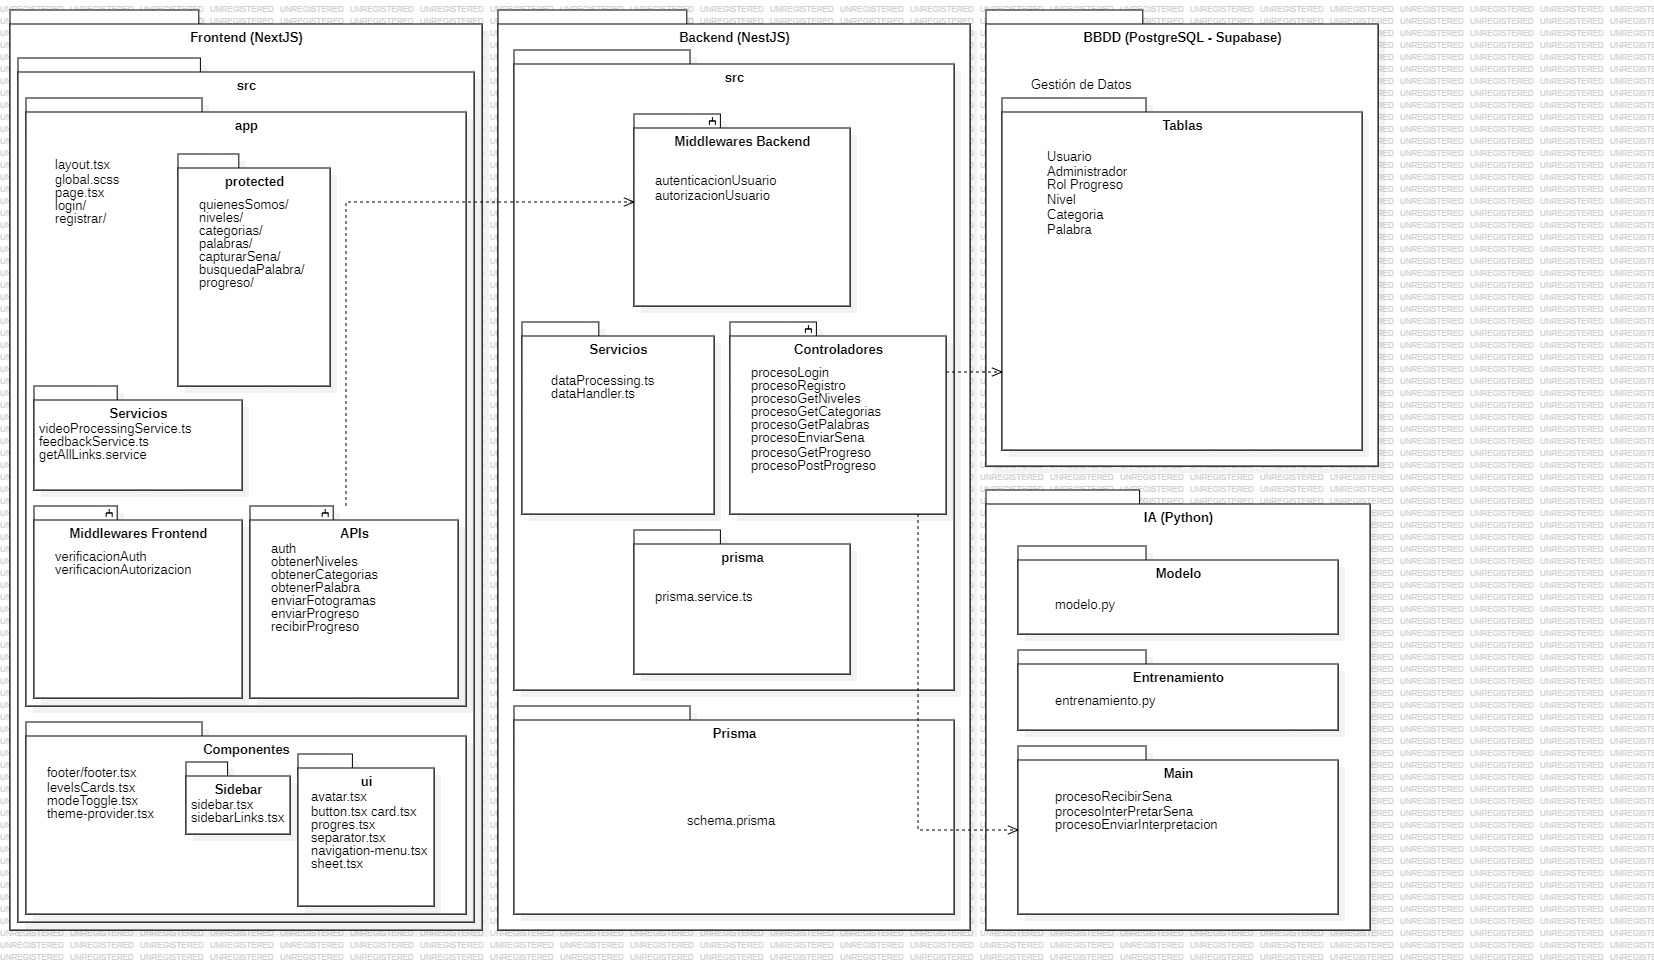 Frontend (NextJS)
src
app
layout.tsx
global.scss
page.tsx
login/
registrar/
protected
quienesSomos/
niveles/
categorias/
palabras/
capturarSena/
busquedaPalabra/
progreso/
Servicios
videoProcessingService.ts
feedbackService.ts
getAllLinks.service
Middlewares Frontend
verificacionAuth
verificacionAutorizacion
APIs
auth
obtenerNiveles
obtenerCategorias
obtenerPalabra
enviarFotogramas
enviarProgreso
recibirProgreso
Componentes
footer/footer.tsx
levelsCards.tsx
modeToggle.tsx
theme-provider.tsx
Sidebar
sidebar.tsx
sidebarLinks.tsx
ui
avatar.tsx
button.tsx card.tsx
progres.tsx
separator.tsx
navigation-menu.tsx
sheet.tsx
Backend (NestJS)
src
Middlewares Backend
autenticacionUsuario
autorizacionUsuario
Servicios
dataProcessing.ts
dataHandler.ts
Controladores
procesoLogin
procesoRegistro
procesoGetNiveles
procesoGetCategorias
procesoGetPalabras
procesoEnviarSena
procesoGetProgreso
procesoPostProgreso
prisma
prisma.service.ts
Prisma
schema.prisma
BBDD (PostgreSQL - Supabase)
Gestión de Datos
Tablas
Usuario
Administrador
Rol Progreso
Nivel
Categoria
Palabra
IA (Python)
Modelo
modelo.py
Entrenamiento
entrenamiento.py
Main
procesoRecibirSena
procesoInterPretarSena
procesoEnviarInterpretacion
UNREGISTERED